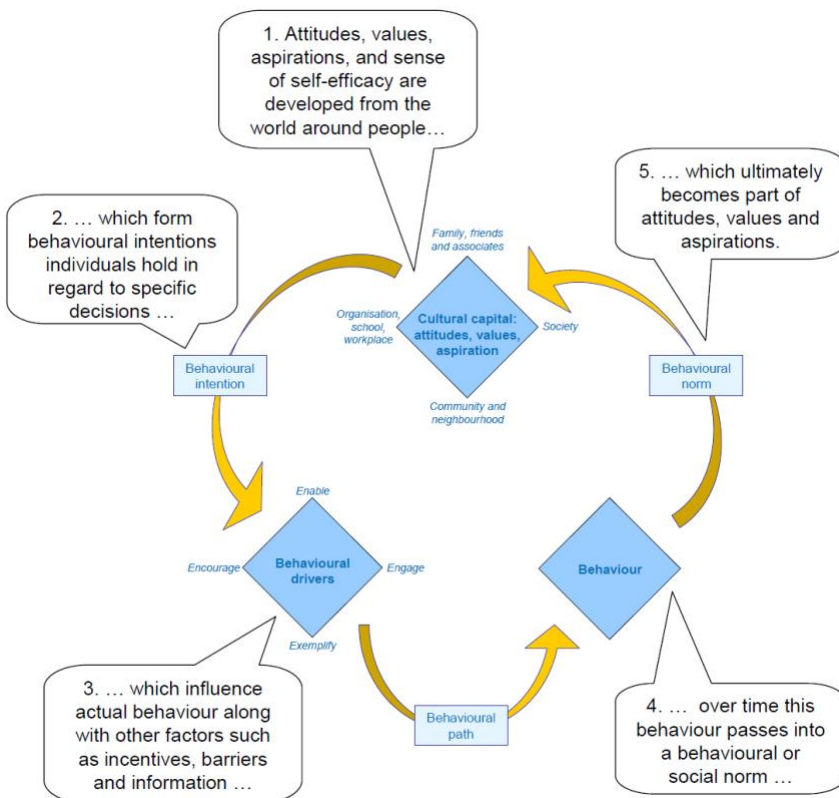 1. Attitudes, values,
aspirations, and sense
of self-efficacy are
developed from the
world around people…
5. … which ultimately
becomes part of
attitudes, values and
aspirations.
2. … which form
behavioural intentions
individuals hold in
regard to specific
decisions …
Family, friends
and associates
Organisation,
school,
workplace
Cultural capital:
attitudes, values,
aspiration
Society
Community and
neighbourhood
Behavioural
intention
Behavioural
norm
Enable
Encourage
Behavioural
drivers
Engage
Exemplify
Behaviour
3. … which influence
actual behaviour along
with other factors such
as incentives, barriers
and information …
Behavioural
path
4. … over time this
behaviour passes into
a behavioural or
social norm …